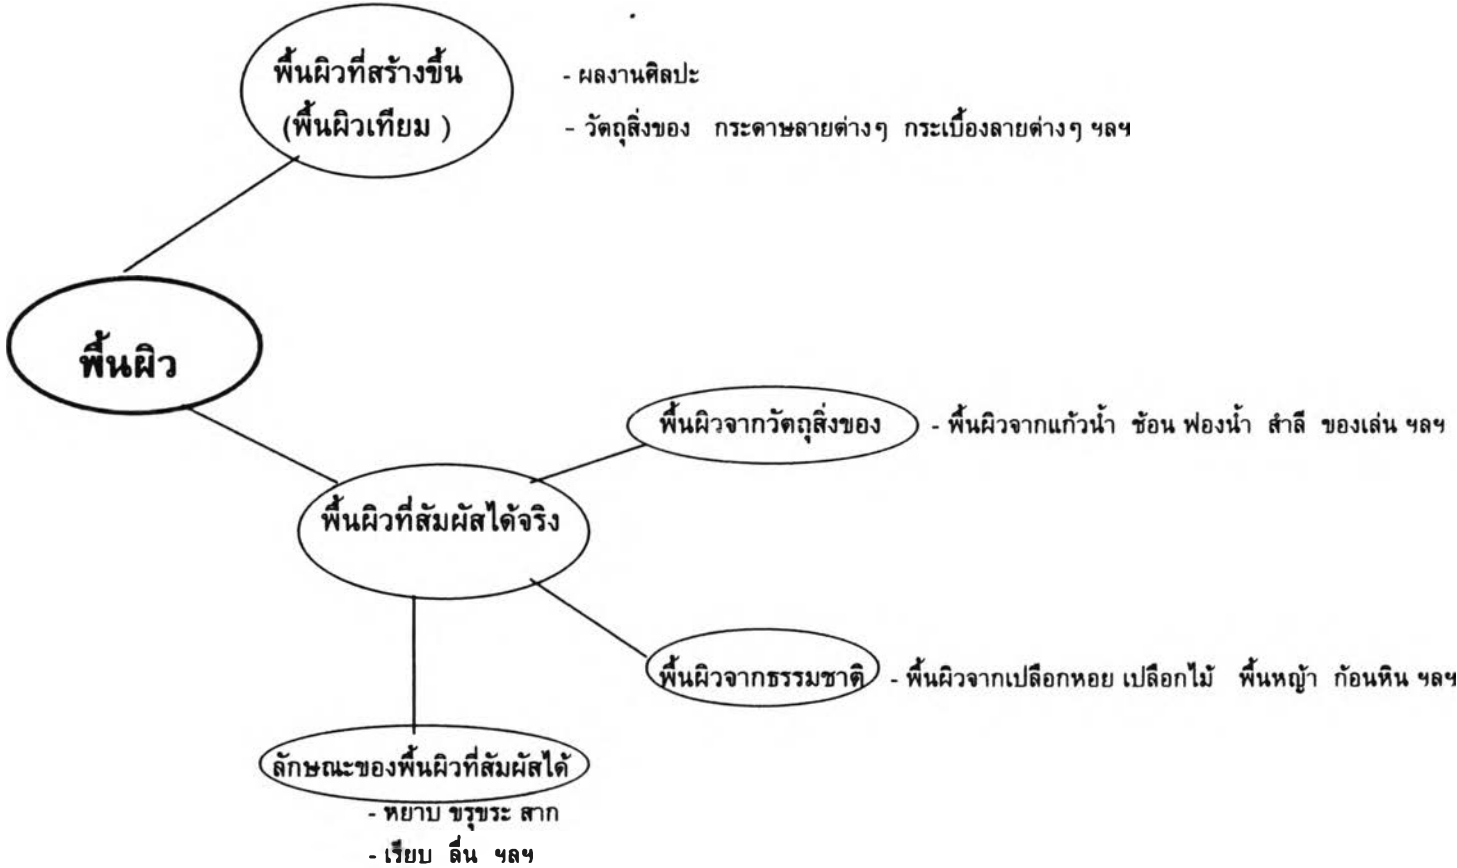 พื้นผิวที่สร้างขึ้น
(พื้นผิวเทียม )
- ผลงานศิลปะ
- วัตถุสิ่งของ กระดาษลายต่างๆ กระเบื้องลายต่างๆ ฯลฯ
พื้นผิว
พื้นผิวจากวัตถุสิ่งของ
- พื้นผิวจากแก้วน้ำ ช้อน ฟองน้ำ สำลี ของเล่น ฯลฯ
พื้นผิวที่สัมผัสได้จริง
พื้นผิวจากธรรมชาติ
- พื้นผิวจากเปลือกหอย เปลือกไม้ พื้นหญ้า ก้อนหิน ฯลฯ
ลักษณะของพื้นผิวที่สัมผัสได้
- หยาบ ขรุขระ สาก
- เรียบ ลื่น ฯลฯ